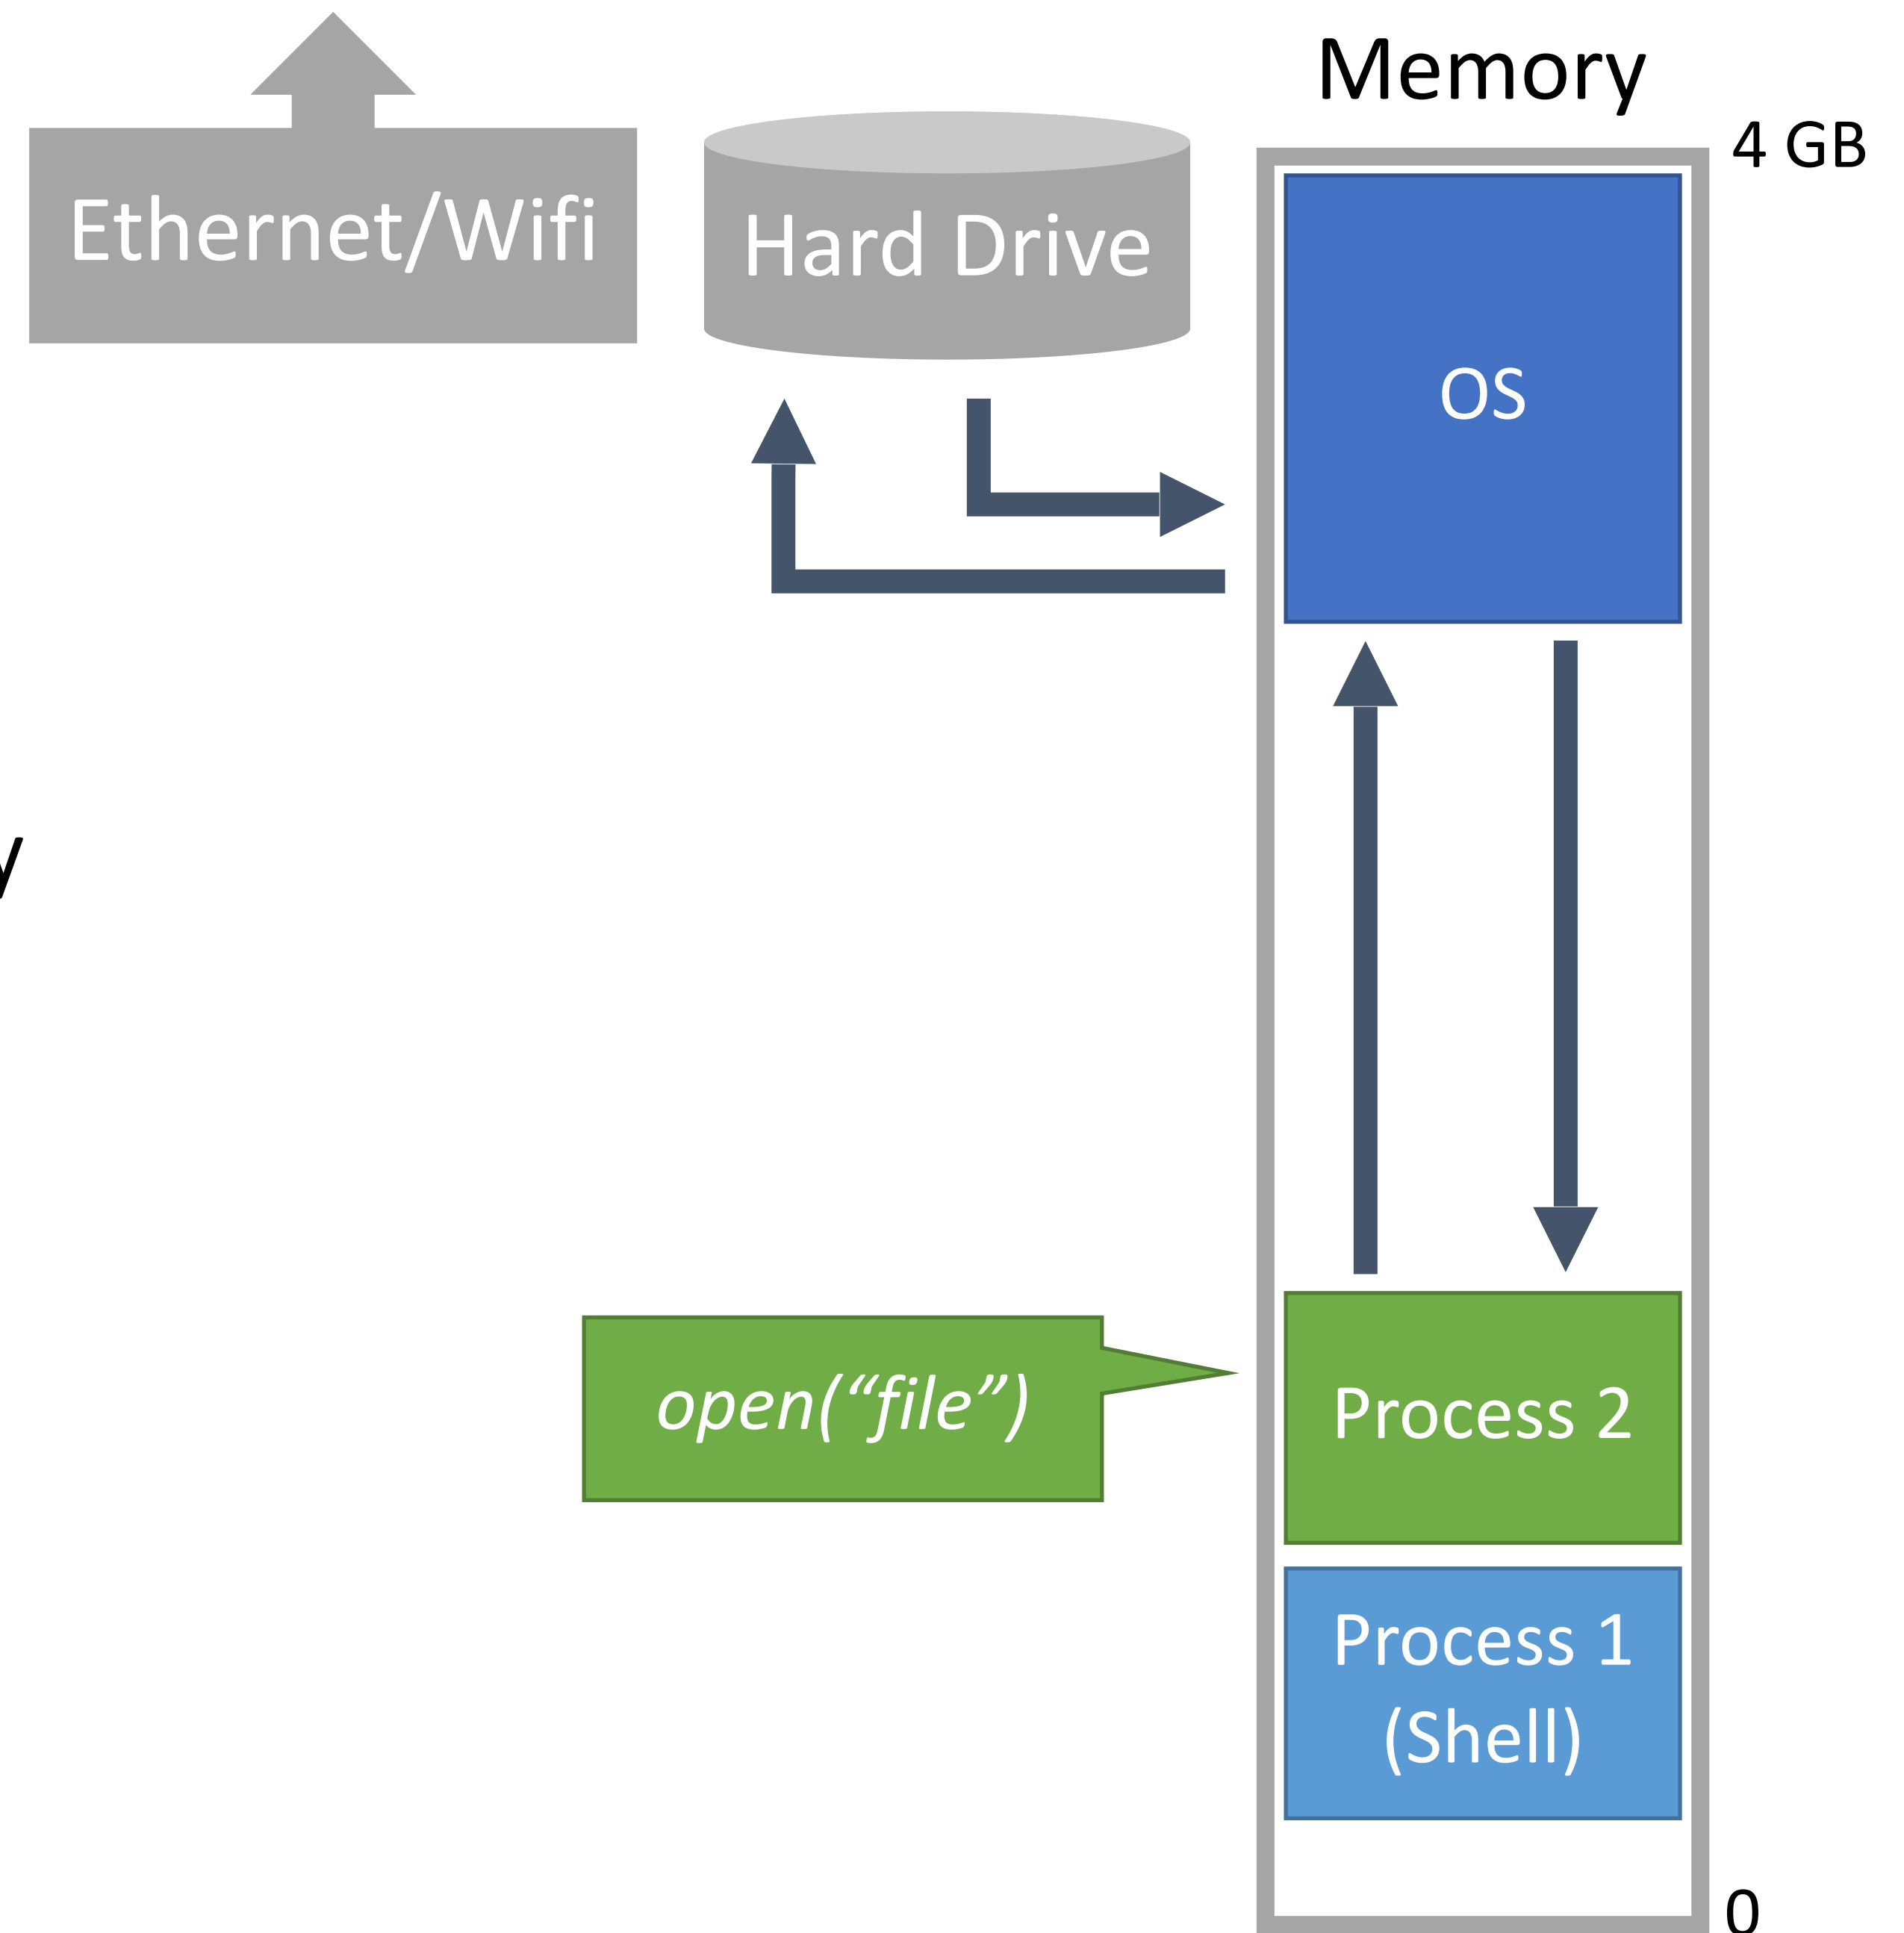 Memory
4 GB
Ethernet/Wifi
Hard Drive
OS
y
open(“file”)
Process 2
Process 1
(Shell)
0